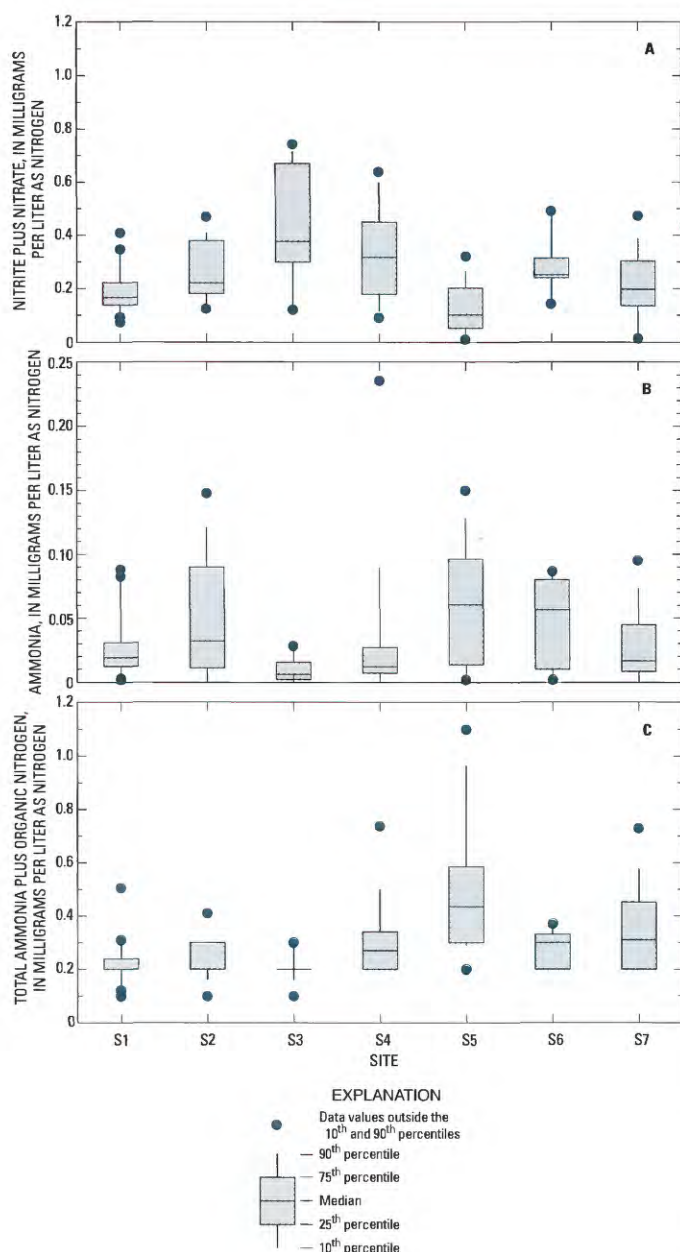 NITRITE PLUS NITRATE, IN MILLIGRAMS
PER LITER AS NITROGEN
1.2
1.0
0.8
0.6
0.4
0.2
0
A
AMMONIA, IN MILLIGRAMS PER LITER AS NITROGEN
0.25
0.20
0.15
0.10
0.05
0
B
TOTAL AMMONIA PLUS ORGANIC NITROGEN,
IN MILLIGRAMS PER LITER AS NITROGEN
1.2
1.0
0.8
0.6
0.4
0.2
0
C
S1 S2 S3 S4 S5 S6 S7
SITE
EXPLANATION
Data values outside the
10th and 90th percentiles
90th percentile
75th percentile
Median
25th percentile
10th percentile